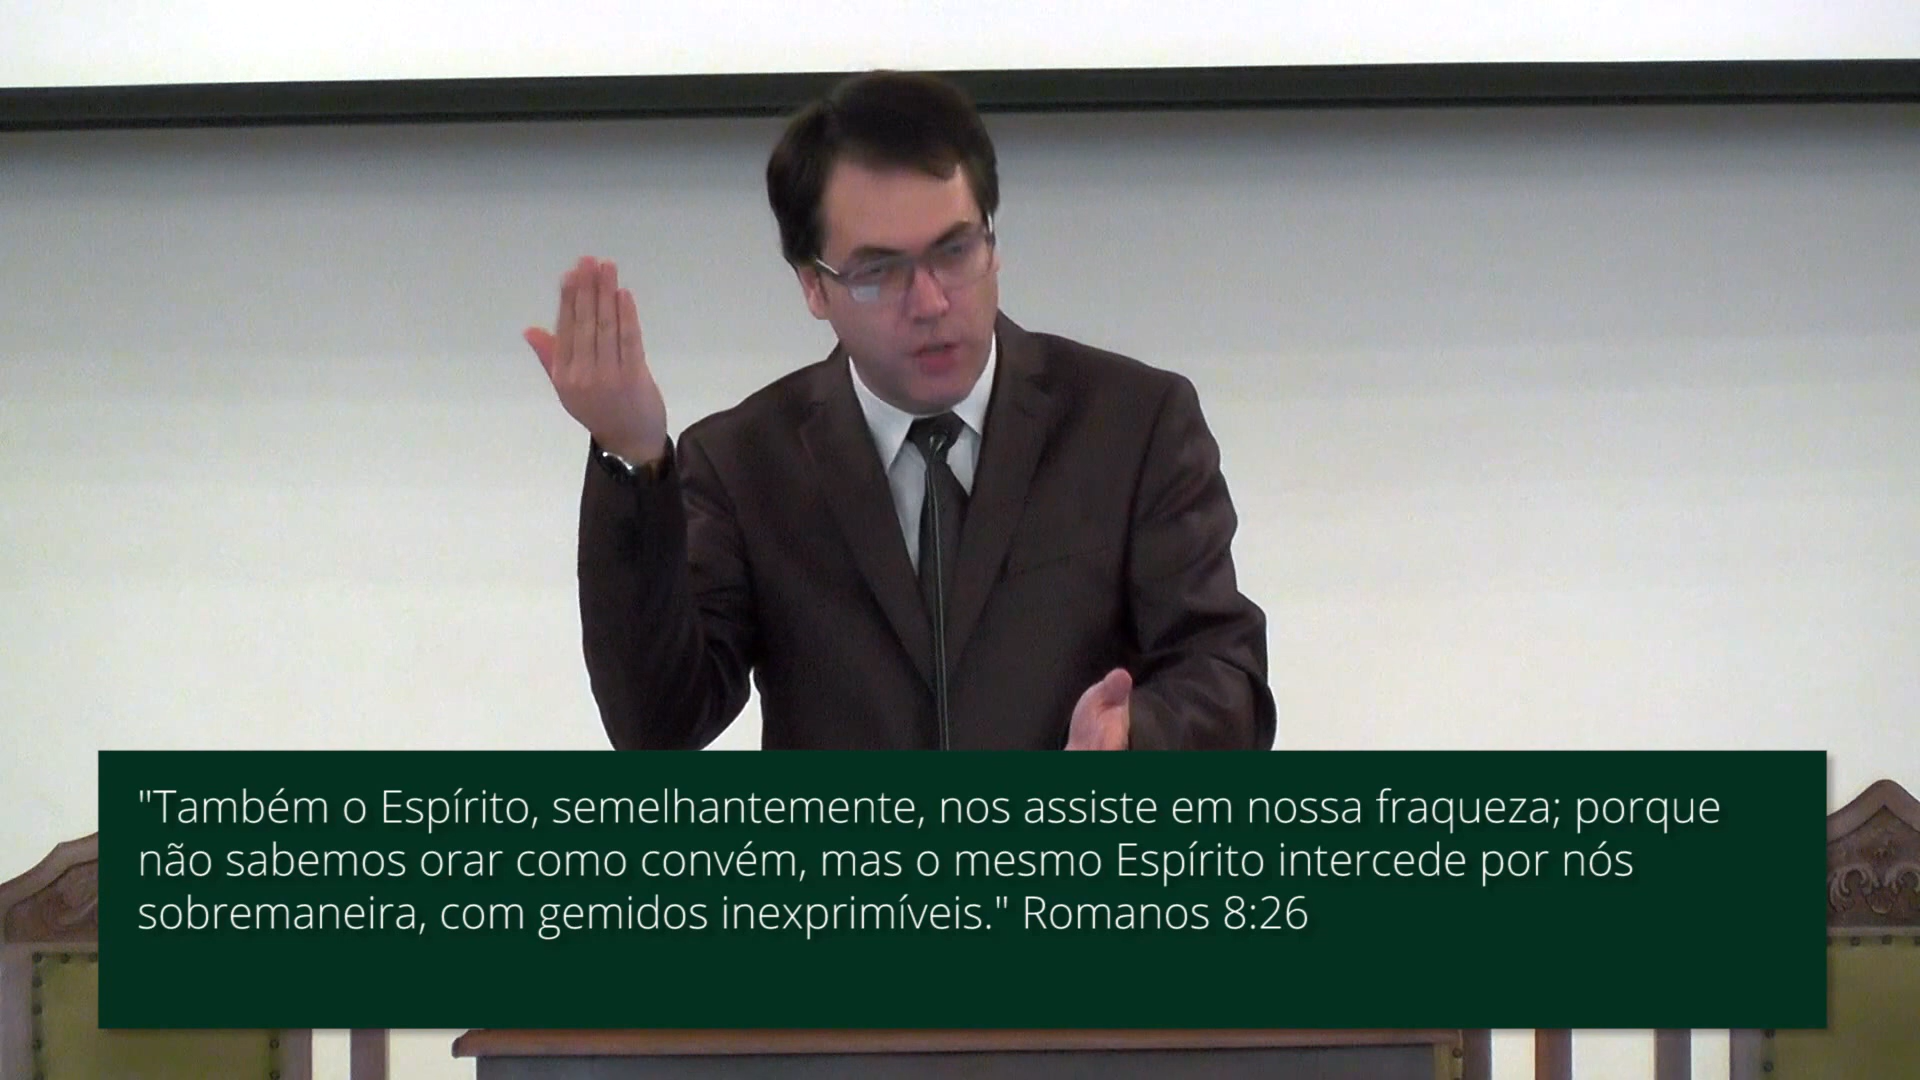 "Também o Espírito, semelhantemente, nos assiste em nossa fraqueza; porque
não sabemos orar como convém, mas o mesmo Espírito intercede por nós
sobremaneira, com gemidos inexprimíveis." Romanos 8:26